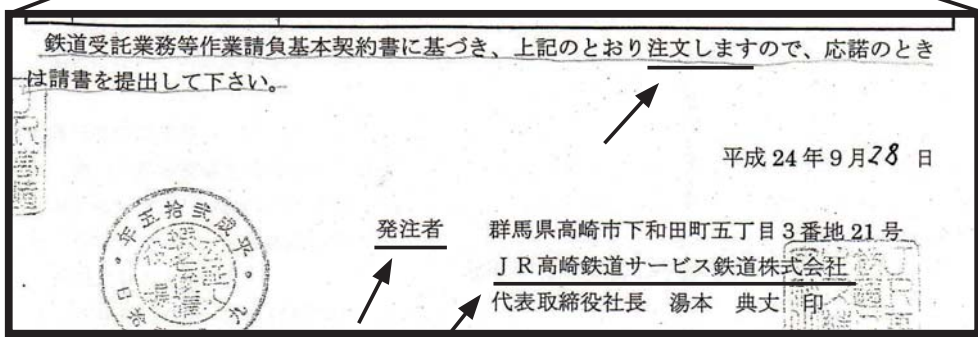 鉄道受託業務等作業請負基本契約書に基づき、上記のとおり注文しますので、応諾のとき
は請書を提出して下さい。
平成24年9月28日
発注者 群馬県高崎市下和田町五丁目3番地21号
JR高崎鉄道サービス鉄道株式会社
代表取締役社長 湯本 典丈 印